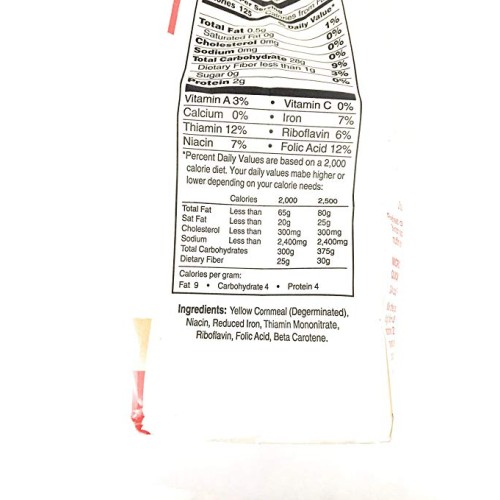 Calories 125
Daily Value*
Total Fat 0.5g 1%
Saturated Fat 0g 0%
Cholesterol 0mg 0%
Sodium 0mg 0%
Total Carbohydrate 28g 9%
Dietary Fiber less than 1g 3%
Sugar 0g 0%
Protein 2g
Vitamin A 3% • Vitamin C 0%
Calcium 0% • Iron 7%
Thiamin 12% • Riboflavin 6%
Niacin 7% • Folic Acid 12%
*Percent Daily Values are based on a 2,000
calorie diet. Your daily values mabe higher or
lower depending on your calorie needs:
Calories 2,000 2,500
Total Fat Less than 65g 80g
Sat Fat Less than 20g 25g
Cholesterol Less than 300mg 300mg
Sodium Less than 2,400mg 2,400mg
Total Carbohydrates 300g 375g
Dietary Fiber 25g 30g
Calories per gram:
Fat 9 • Carbohydrate 4 • Protein 4
Ingredients: Yellow Cornmeal (Degerminated),
Niacin, Reduced Iron, Thiamin Mononitrate,
Riboflavin, Folic Acid, Beta Carotene.